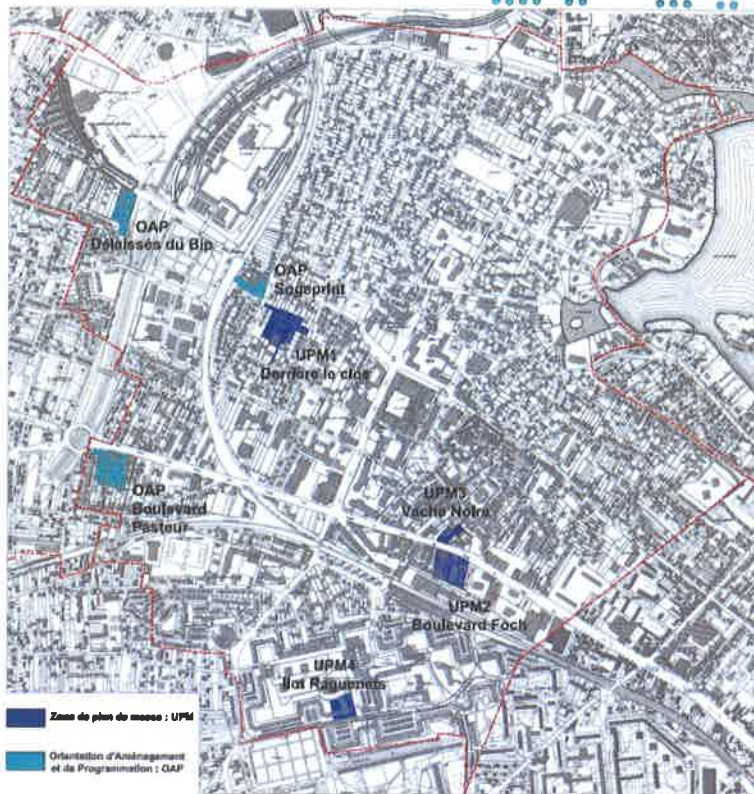 OAP
Délaissés du Bip
OAP
Sogeprint
UPM1
Derrière le clos
OAP
Boulevard
Pasteur
UPM3
Vache Noire
UPM2
Boulevard Foch
UPM4
Ilot Raguenets
Zone de plan de masse : UPM
Orientation d'Aménagement
et de Programmation : OAP